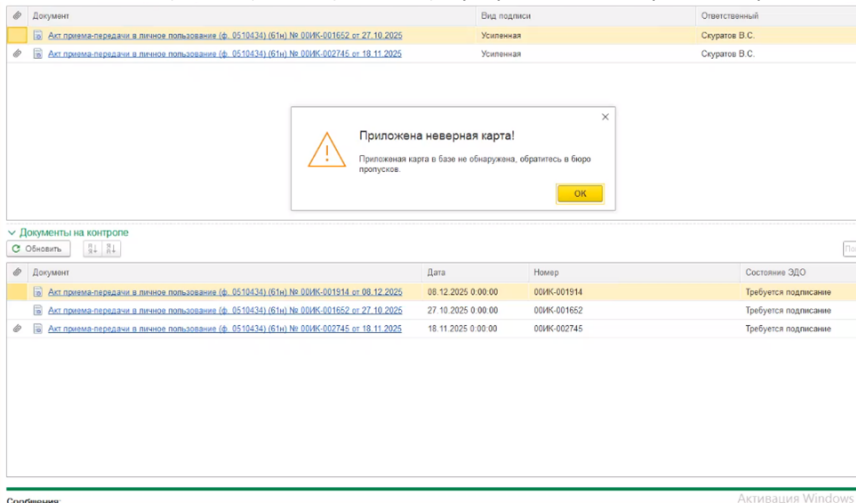 Документ Вид подписи Ответственный
Акт приема-передачи в личное пользование (ф. 0510434) (61н) № 00ИК-001652 от 27.10.2025 Усиленная Скуратов В.С.
Акт приема-передачи в личное пользование (ф. 0510434) (61н) № 00ИК-002745 от 18.11.2025 Усиленная Скуратов В.С.
Приложена неверная карта!
Приложеная карта в базе не обнаружена, обратитесь в бюро
пропусков.
ОК
Документы на контроле
Обновить
Документ Дата Номер Состояние ЭДО
Акт приема-передачи в личное пользование (ф. 0510434) (61н) № 00ИК-001914 от 08.12.2025 08.12.2025 0:00:00 00ИК-001914 Требуется подписание
Акт приема-передачи в личное пользование (ф. 0510434) (61н) № 00ИК-001652 от 27.10.2025 27.10.2025 0:00:00 00ИК-001652 Требуется подписание
Акт приема-передачи в личное пользование (ф. 0510434) (61н) № 00ИК-002745 от 18.11.2025 18.11.2025 0:00:00 00ИК-002745 Требуется подписание
Активация Windows
Сообщения: